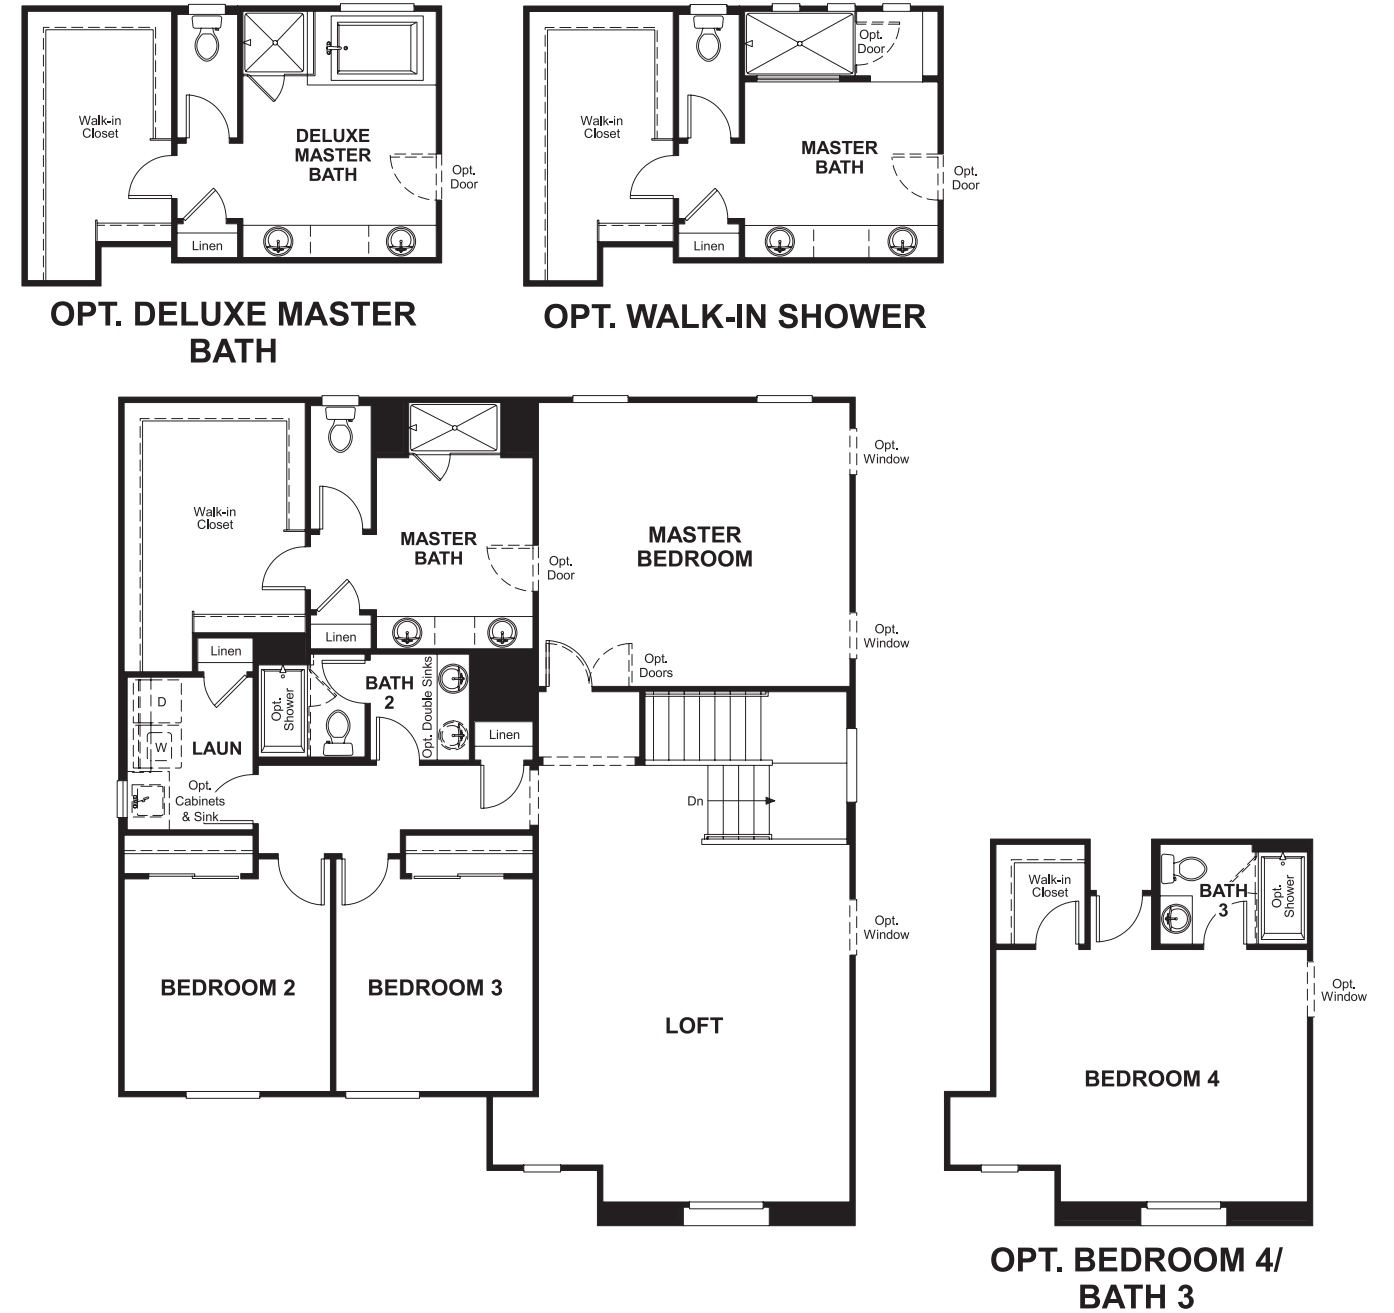 Walk-in
Closet
DELUXE
MASTER
BATH
Opt.
Door
Linen
OPT. DELUXE MASTER
BATH
Walk-in
Closet
Opt.
Door
MASTER
BATH
Opt.
Door
Linen
OPT. WALK-IN SHOWER
Walk-in
Closet
MASTER
BATH
Opt.
Door
Linen
MASTER
BEDROOM
Opt.
Window
Opt.
Window
Opt.
Doors
Linen
D
W
LAUN
Opt.
Cabinets
& Sink
Opt.
Shower
BATH
2
Opt. Double Sinks
Linen
Dn
BEDROOM 2
BEDROOM 3
LOFT
Opt.
Window
Walk-in
Closet
BATH
3
Opt.
Shower
Opt.
Window
BEDROOM 4
OPT. BEDROOM 4/
BATH 3